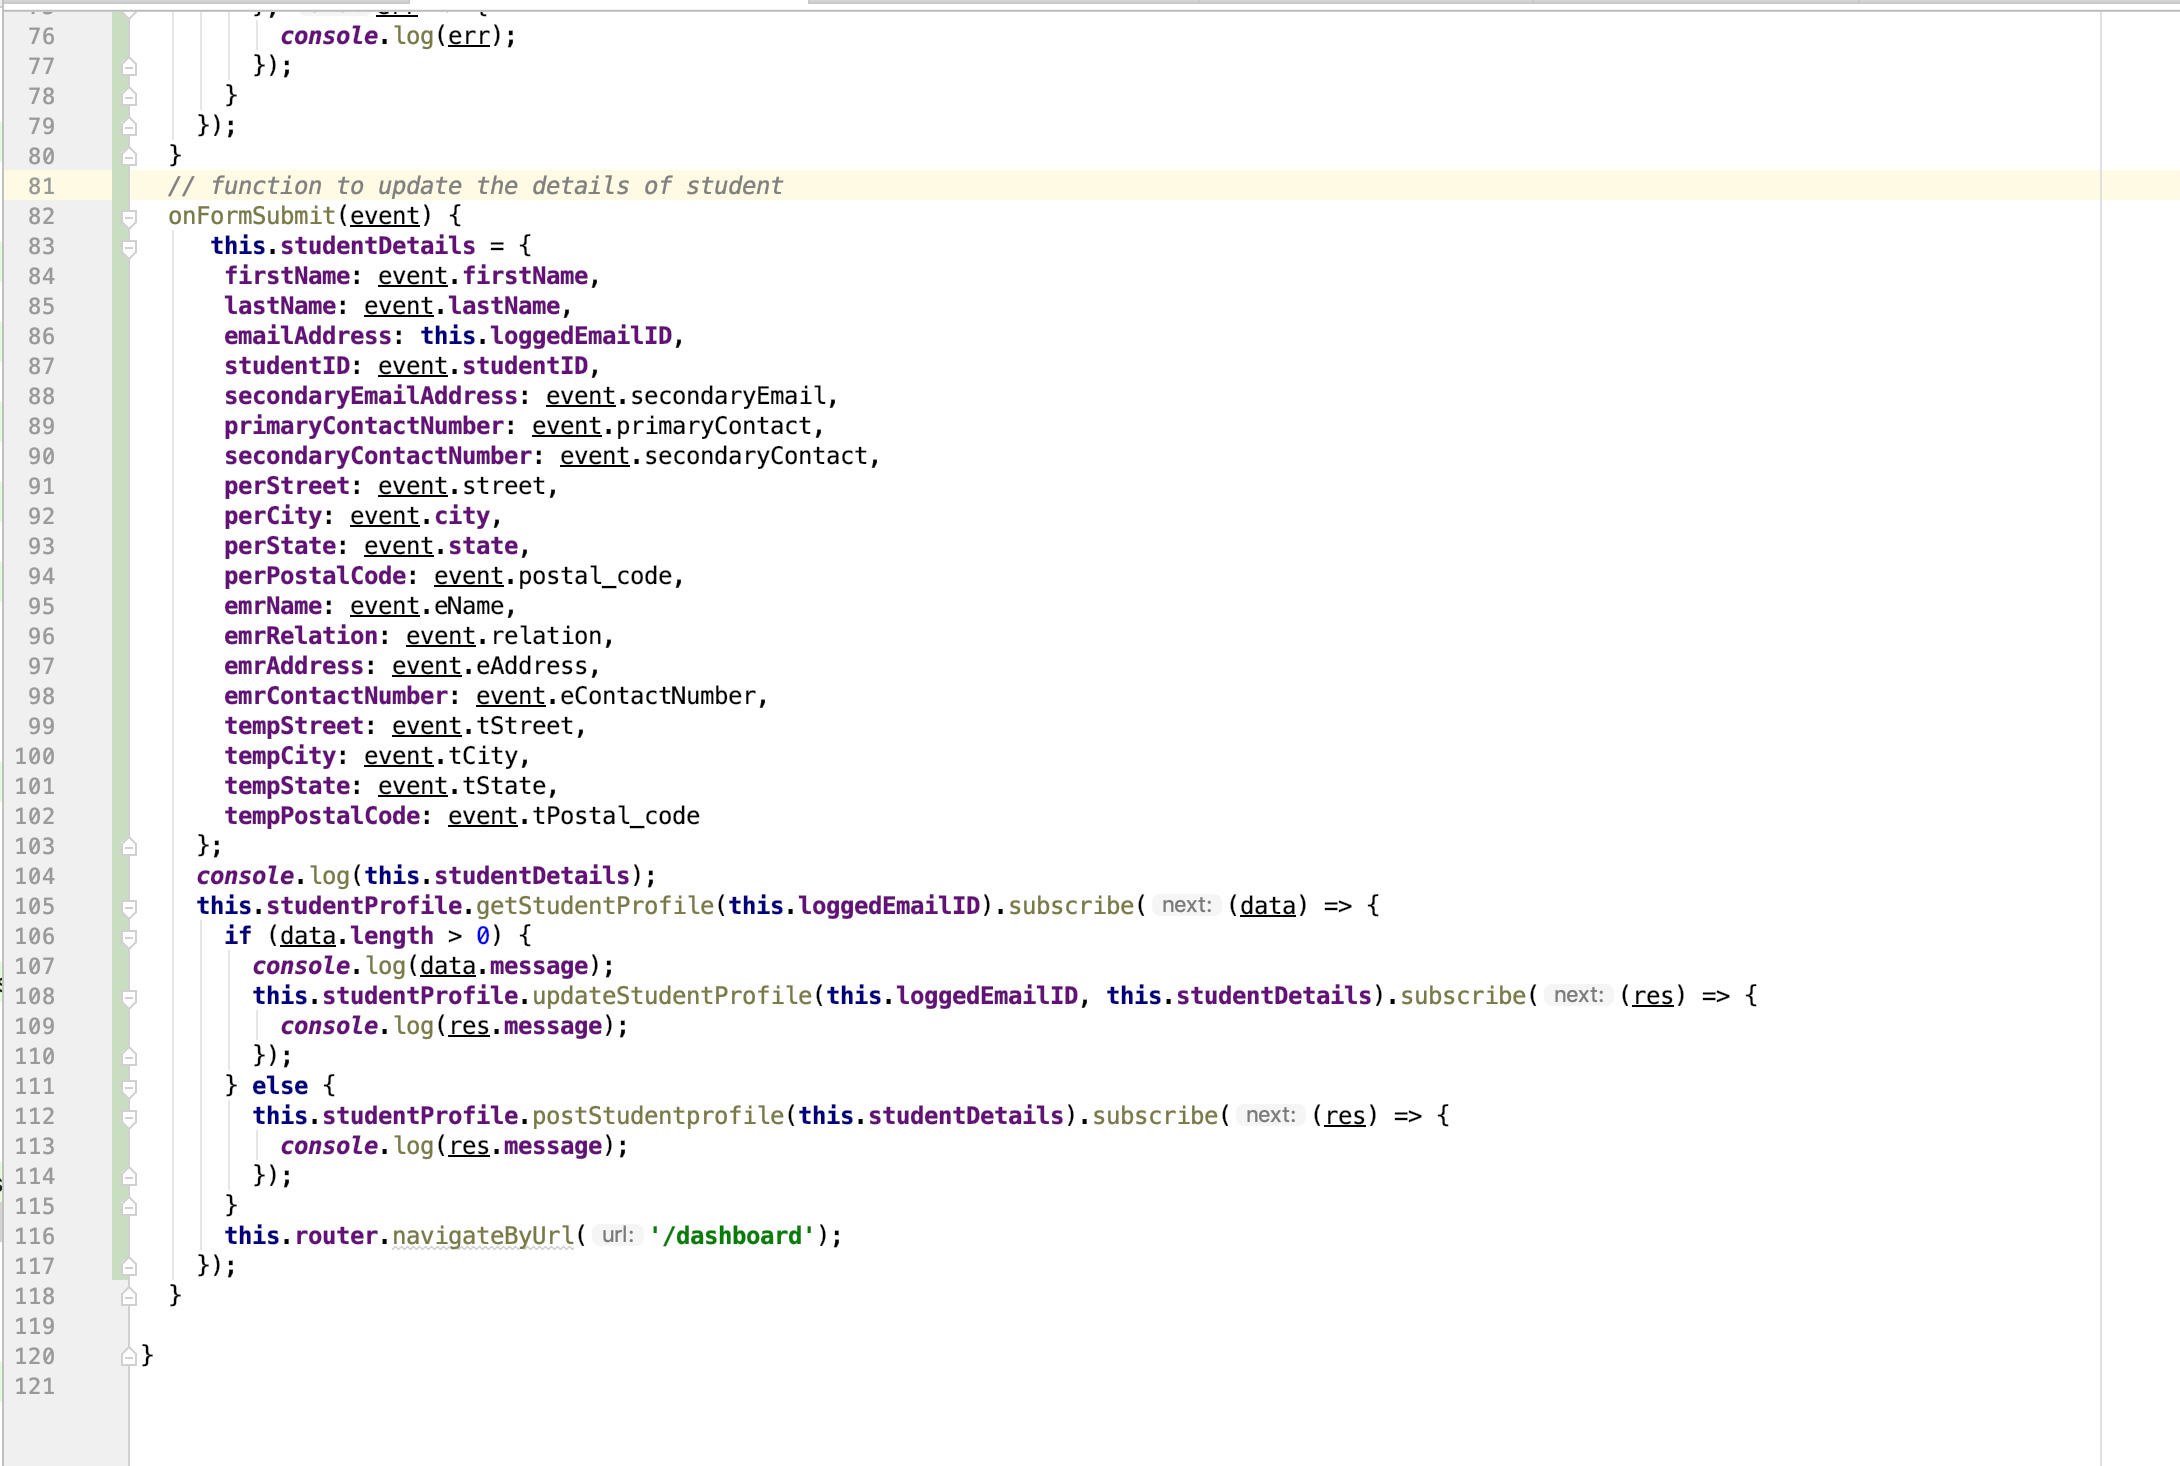 76 console.log(err);
77 });
78 }
79 });
80 }
81 // function to update the details of student
82 onFormSubmit(event) {
83 this.studentDetails = {
84 firstName: event.firstName,
85 lastName: event.lastName,
86 emailAddress: this.loggedEmailID,
87 studentID: event.studentID,
88 secondaryEmailAddress: event.secondaryEmail,
89 primaryContactNumber: event.primaryContact,
90 secondaryContactNumber: event.secondaryContact,
91 perStreet: event.street,
92 perCity: event.city,
93 perState: event.state,
94 perPostalCode: event.postal_code,
95 emrName: event.eName,
96 emrRelation: event.relation,
97 emrAddress: event.eAddress,
98 emrContactNumber: event.eContactNumber,
99 tempStreet: event.tStreet,
100 tempCity: event.tCity,
101 tempState: event.tState,
102 tempPostalCode: event.tPostal_code
103 };
104 console.log(this.studentDetails);
105 this.studentProfile.getStudentProfile(this.loggedEmailID).subscribe( next: (data) => {
106 if (data.length > 0) {
107 console.log(data.message);
108 this.studentProfile.updateStudentProfile(this.loggedEmailID, this.studentDetails).subscribe( next: (res) => {
109 console.log(res.message);
110 });
111 } else {
112 this.studentProfile.postStudentprofile(this.studentDetails).subscribe( next: (res) => {
113 console.log(res.message);
114 });
115 }
116 this.router.navigateByUrl( url: '/dashboard');
117 });
118 }
119
120 }
121